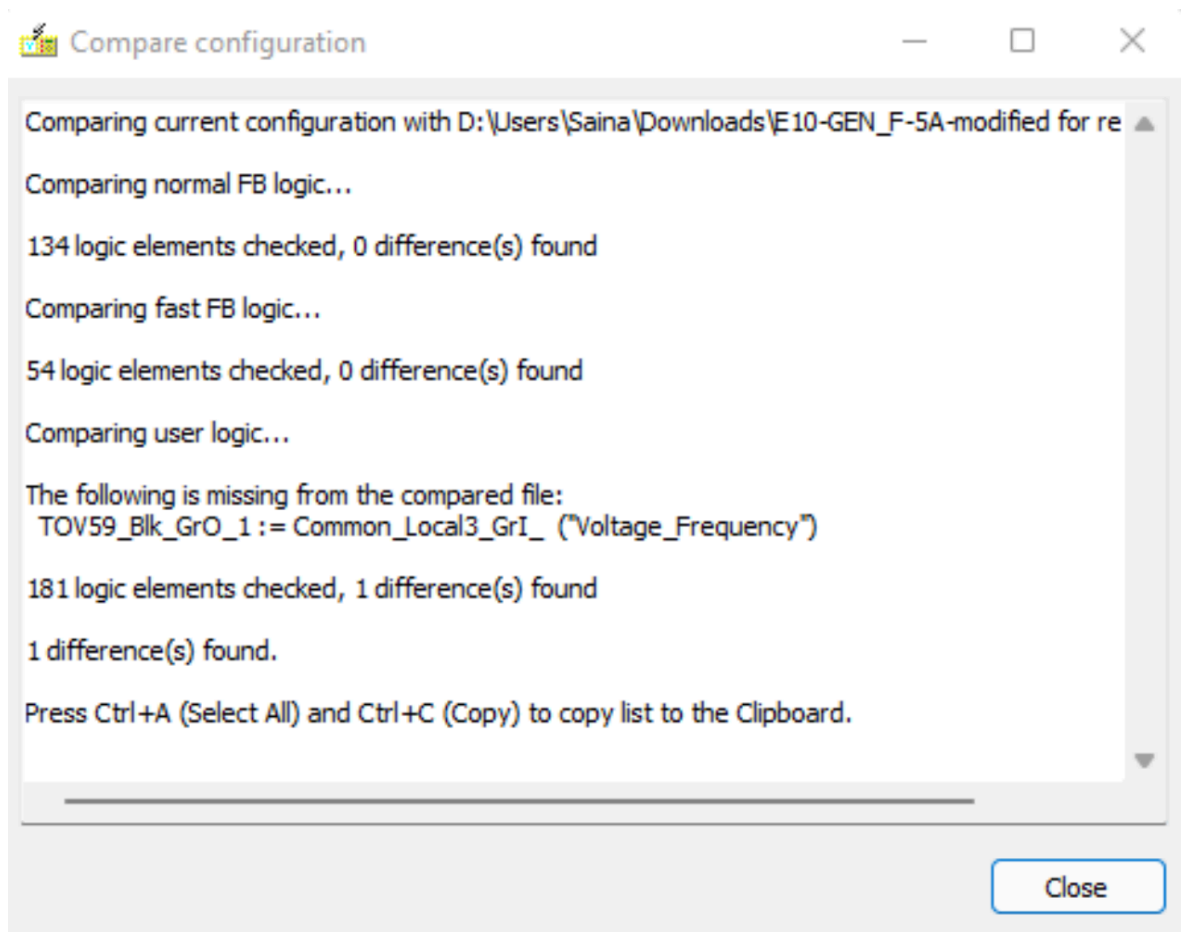 Compare configuration
Comparing current configuration with D:\Users\Saina\Downloads\E10-GEN_F-5A-modified for re
Comparing normal FB logic...
134 logic elements checked, 0 difference(s) found
Comparing fast FB logic...
54 logic elements checked, 0 difference(s) found
Comparing user logic...
The following is missing from the compared file:
TOV59_Blk_GrO_1 := Common_Local3_GrI_ ("Voltage_Frequency")
181 logic elements checked, 1 difference(s) found
1 difference(s) found.
Press Ctrl+A (Select All) and Ctrl+C (Copy) to copy list to the Clipboard.
Close